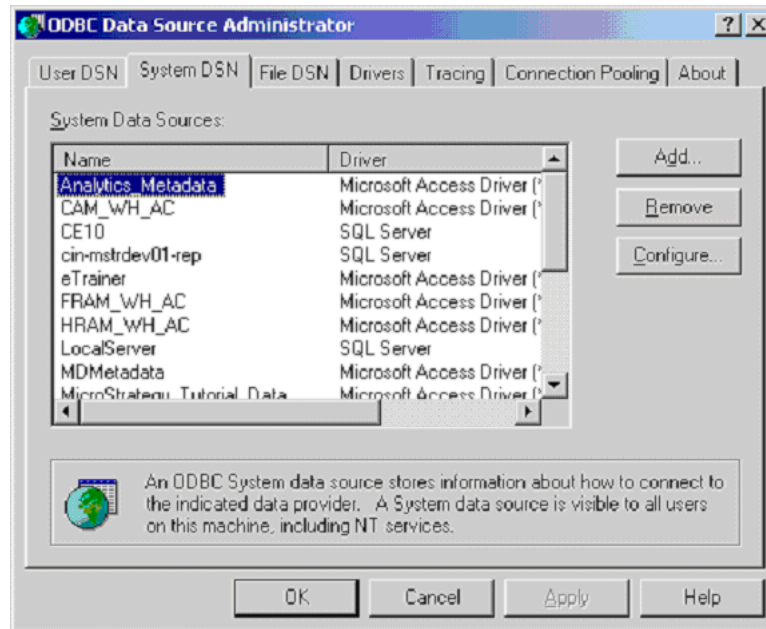 ODBC Data Source Administrator
? X
User DSN System DSN File DSN Drivers Tracing Connection Pooling About
System Data Sources:
Name Driver
Analytics_Metadata Microsoft Access Driver (*
CAM_WH_AC Microsoft Access Driver (*
CE10 SQL Server
cin-mstrdev01-rep SQL Server
eTrainer Microsoft Access Driver (*
FRAM_WH_AC Microsoft Access Driver (*
HRAM_WH_AC Microsoft Access Driver (*
LocalServer SQL Server
MDMetadata Microsoft Access Driver (*
MicroStrategy_Tutorial_Data Microsoft Access Driver (*
Add...
Remove
Configure...
An ODBC System data source stores information about how to connect to
the indicated data provider. A System data source is visible to all users
on this machine, including NT services.
OK Cancel Apply Help